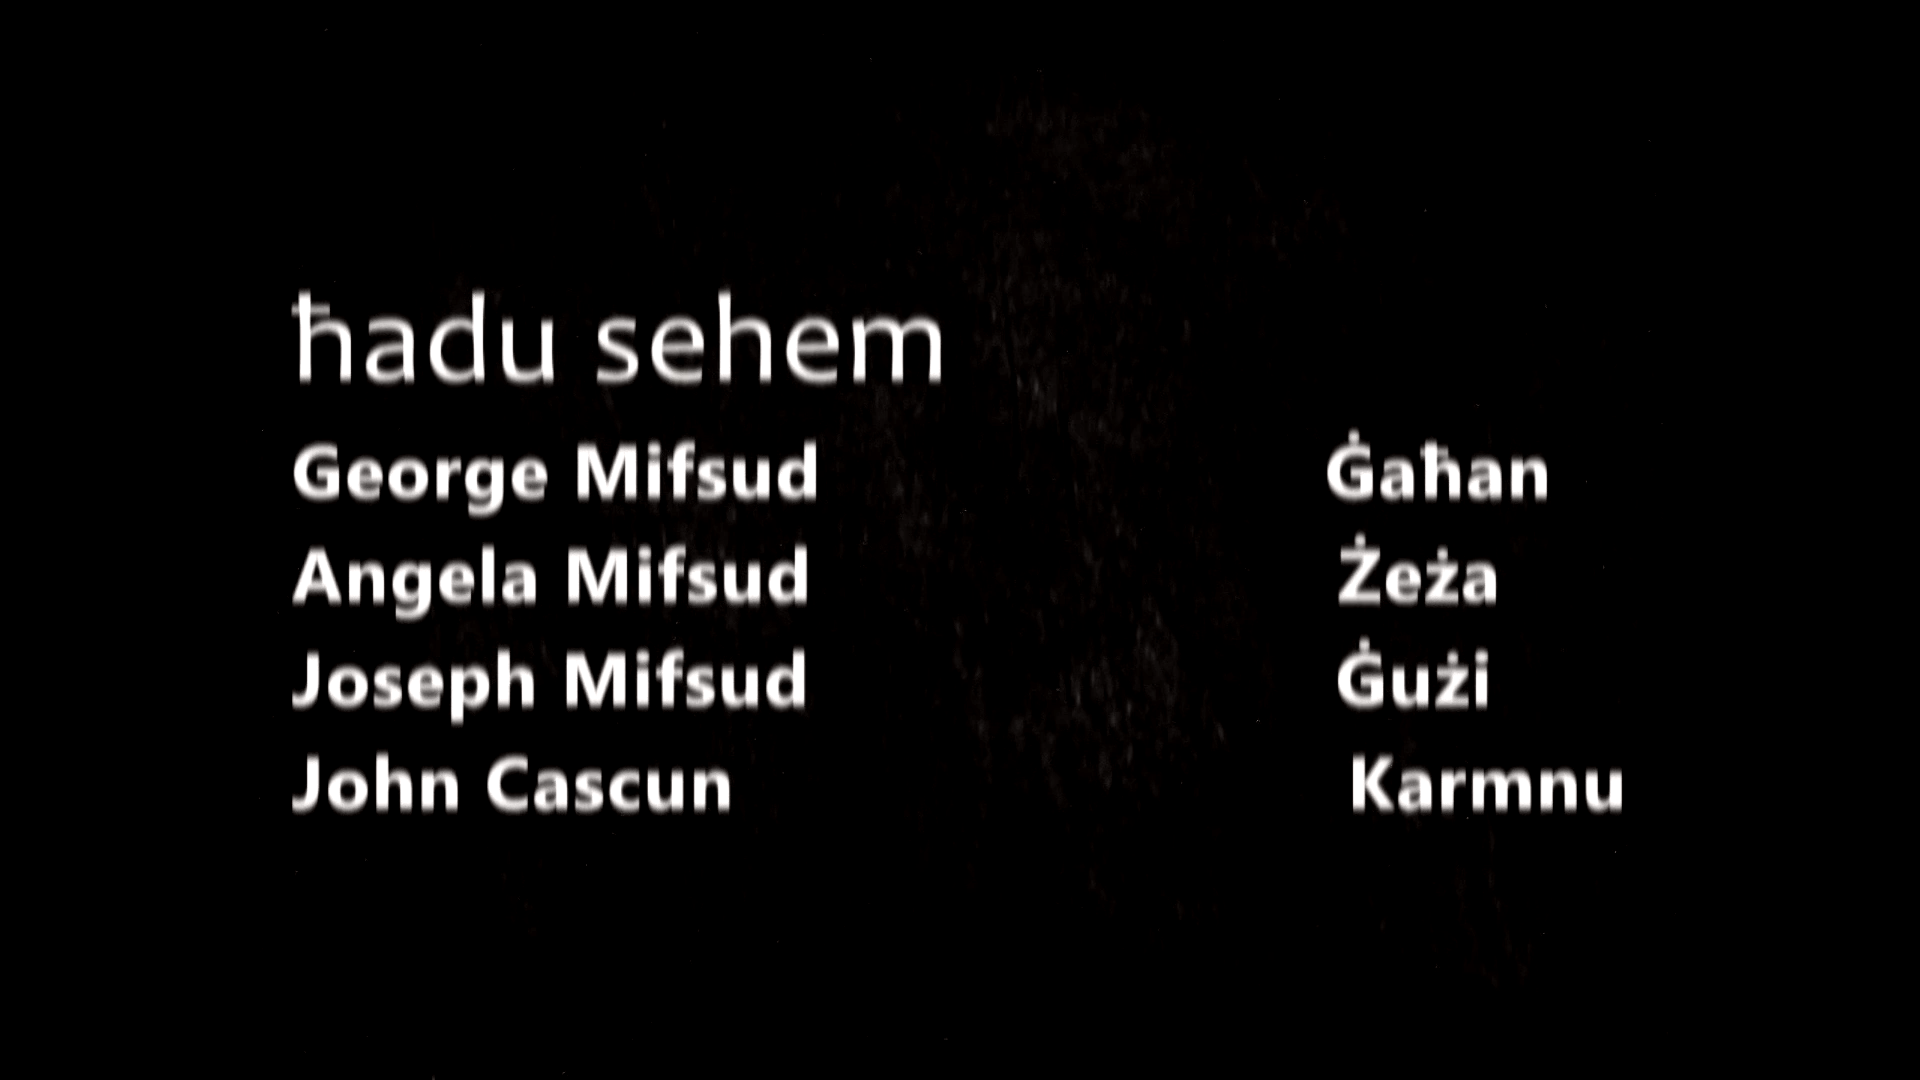 ħadu sehem
George Mifsud Ġaħan
Angela Mifsud Żeża
Joseph Mifsud Ġużi
John Cascun Karmnu